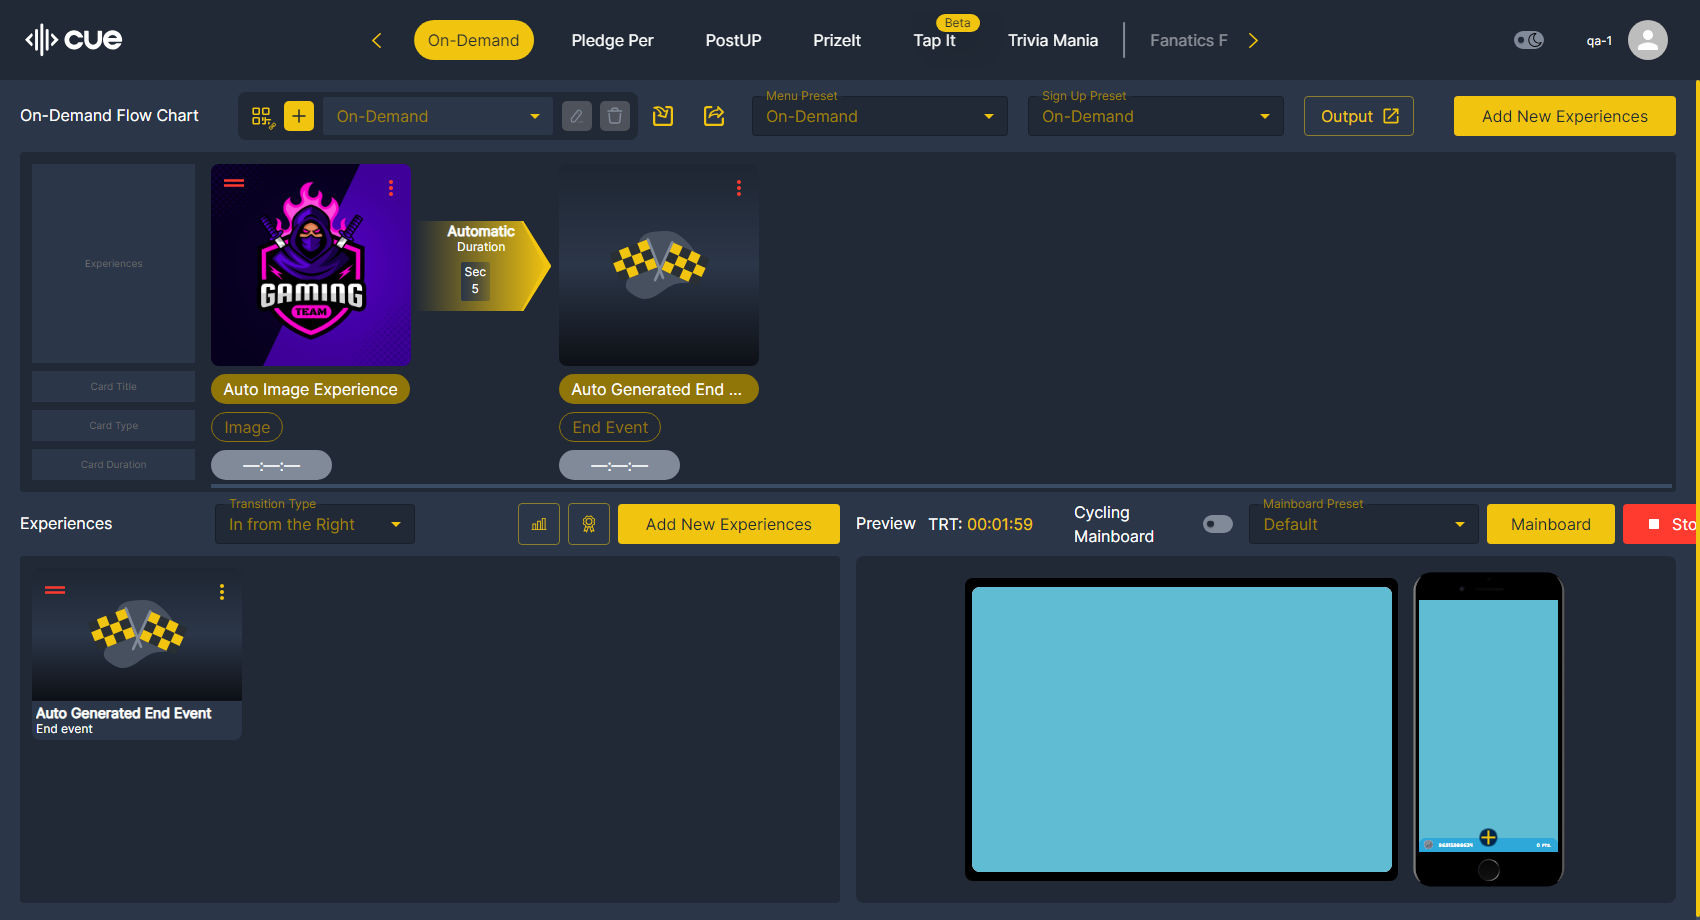 cue
On-Demand
Pledge Per
PostUP
PrizeIt
Beta
Tap It
Trivia Mania
Fanatics F
qa-1
On-Demand Flow Chart
On-Demand
Menu Preset
On-Demand
Sign Up Preset
On-Demand
Output
Add New Experiences
Experiences
Card Title
Card Type
Card Duration
GAMING
TEAM
Automatic
Duration
Sec
5
Auto Image Experience
Image
—:—:—
Auto Generated End ...
End Event
—:—:—
Experiences
Transition Type
In from the Right
Add New Experiences
Preview
TRT: 00:01:59
Cycling
Mainboard
Mainboard Preset
Default
Mainboard
Sto
Auto Generated End Event
End event
0 PTS.